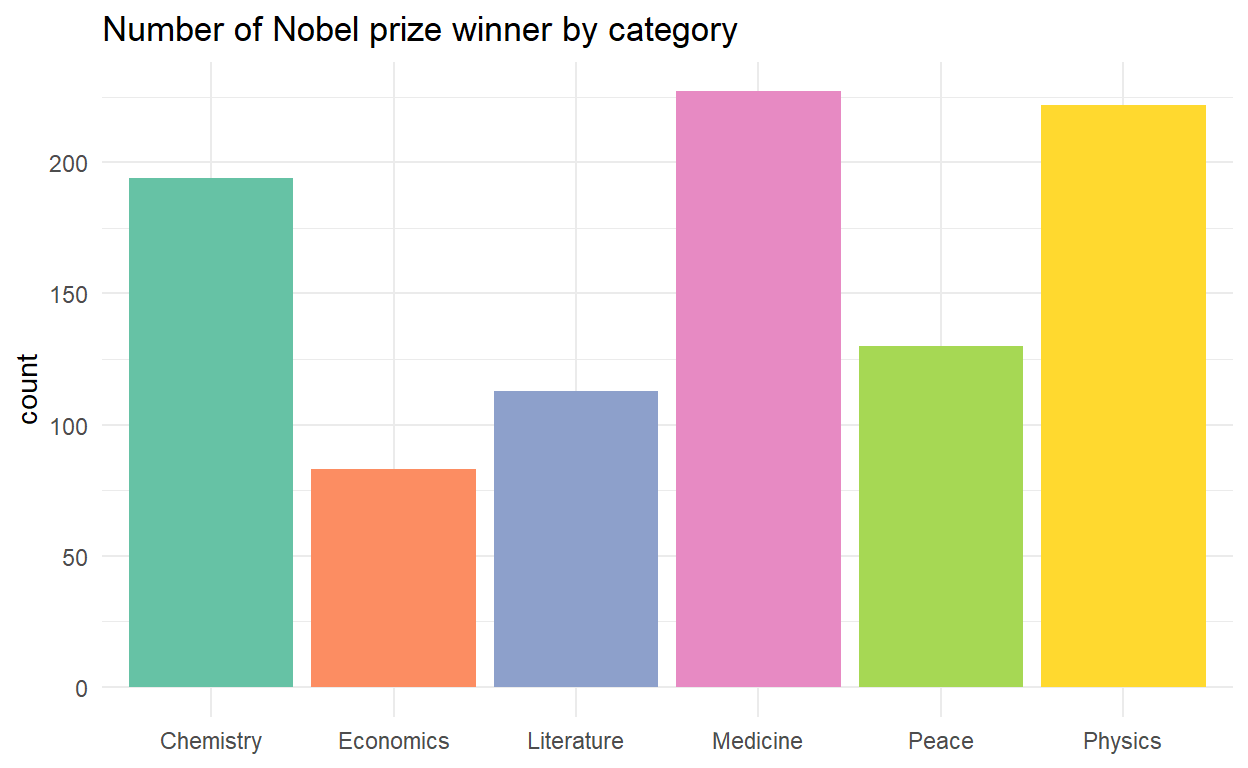 Number of Nobel prize winner by category
count
200
150
100
50
0
Chemistry Economics Literature Medicine Peace Physics